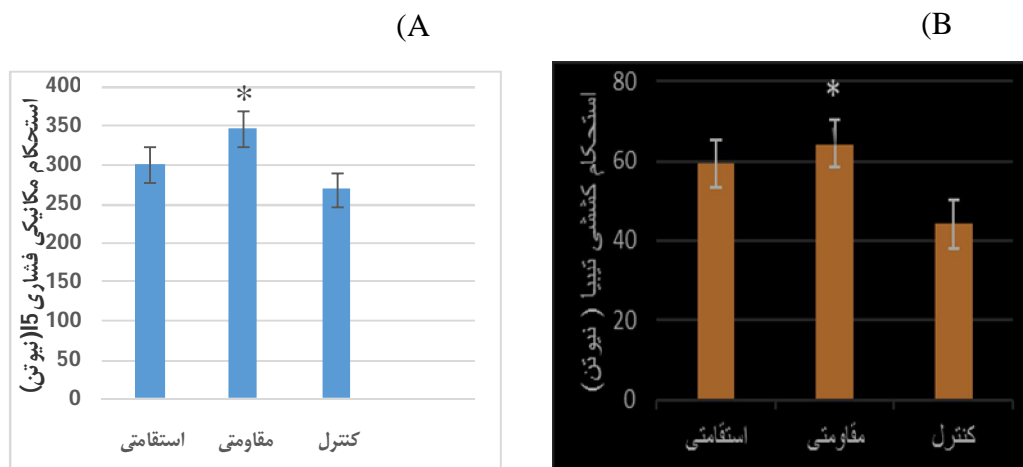 (A
(B
استحکام مکانیکی فشاری l5(نیوتن)
400
350
300
250
200
150
100
50
0
*
استقامتی
مقاومتی
کنترل
استحکام کششی تیبیا ( نیوتن)
80
60
40
20
0
*
استقامتی
مقاومتی
کنترل